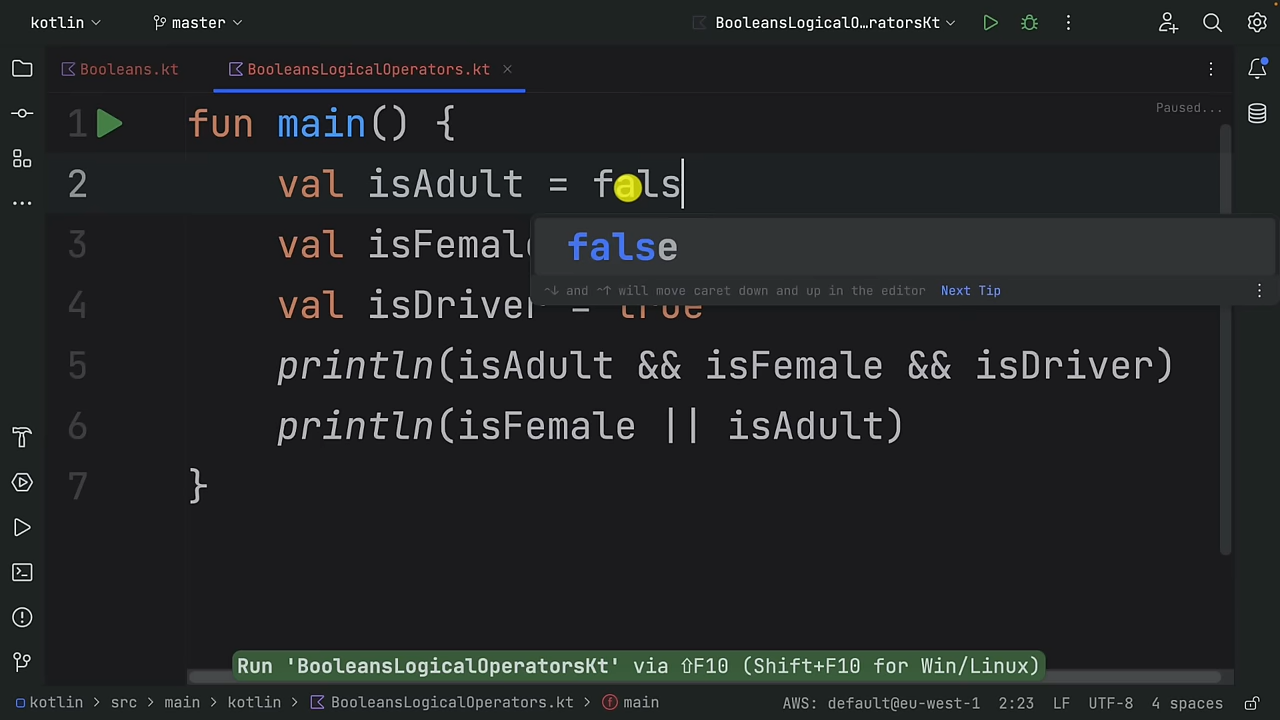 kotlin
master
BooleansLogicalO…ratorsKt
Booleans.kt
BooleansLogicalOperators.kt
Paused...
1 fun main() {
2 val isAdult = fals
false
3 val isFemale
^↓ and ^↑ will move caret down and up in the editor Next Tip
4 val isDriver = true
5 println(isAdult && isFemale && isDriver)
6 println(isFemale || isAdult)
7 }
Run 'BooleansLogicalOperatorsKt' via ⇧F10 (Shift+F10 for Win/Linux)
kotlin > src > main > kotlin > BooleansLogicalOperators.kt > main
AWS: default@eu-west-1 2:23 LF UTF-8 4 spaces